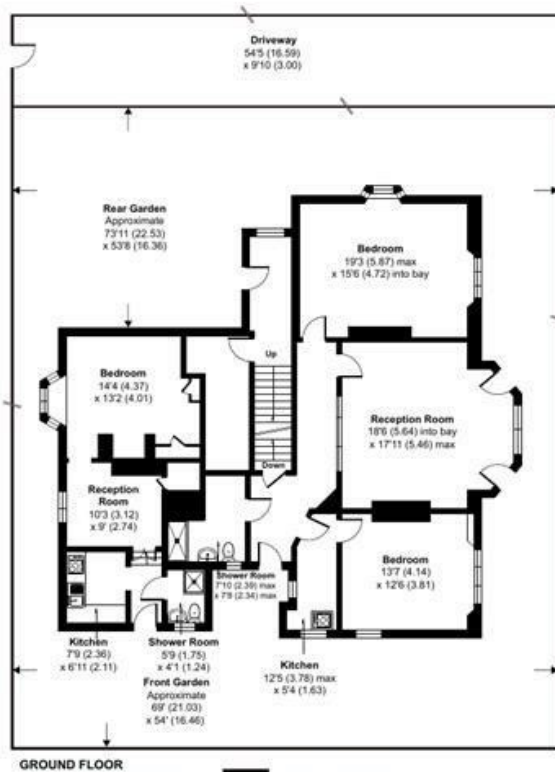 Driveway
54'5 (16.59)
x 9'10 (3.00)
Rear Garden
Approximate
73'11 (22.53)
x 53'8 (16.36)
Bedroom
19'3 (5.87) max
x 15'6 (4.72) into bay
Up
Bedroom
14'4 (4.37)
x 13'2 (4.01)
Reception Room
18'6 (5.64) into bay
x 17'11 (5.46) max
Down
Reception
Room
10'3 (3.12)
x 9' (2.74)
Bedroom
13'7 (4.14)
x 12'6 (3.81)
Shower Room
7'10 (2.39) max
x 7'8 (2.34) max
Kitchen
7'9 (2.36)
x 6'11 (2.11)
Shower Room
5'9 (1.75)
x 4'1 (1.24)
Kitchen
12'5 (3.78) max
x 5'4 (1.63)
Front Garden
Approximate
69' (21.03)
x 54' (16.46)
GROUND FLOOR